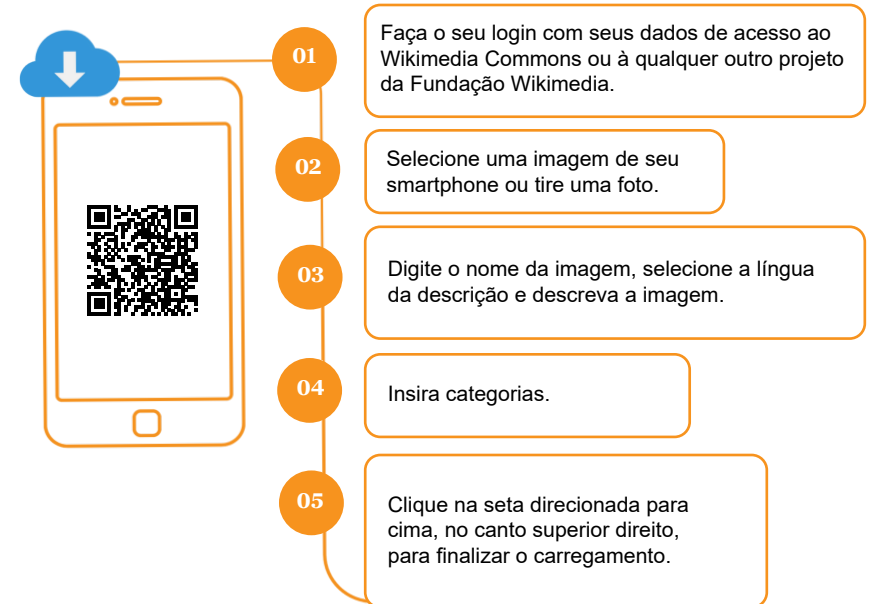 01
Faça o seu login com seus dados de acesso ao
Wikimedia Commons ou à qualquer outro projeto
da Fundação Wikimedia.
02
Selecione uma imagem de seu
smartphone ou tire uma foto.
03
Digite o nome da imagem, selecione a língua
da descrição e descreva a imagem.
04
Insira categorias.
05
Clique na seta direcionada para
cima, no canto superior direito,
para finalizar o carregamento.